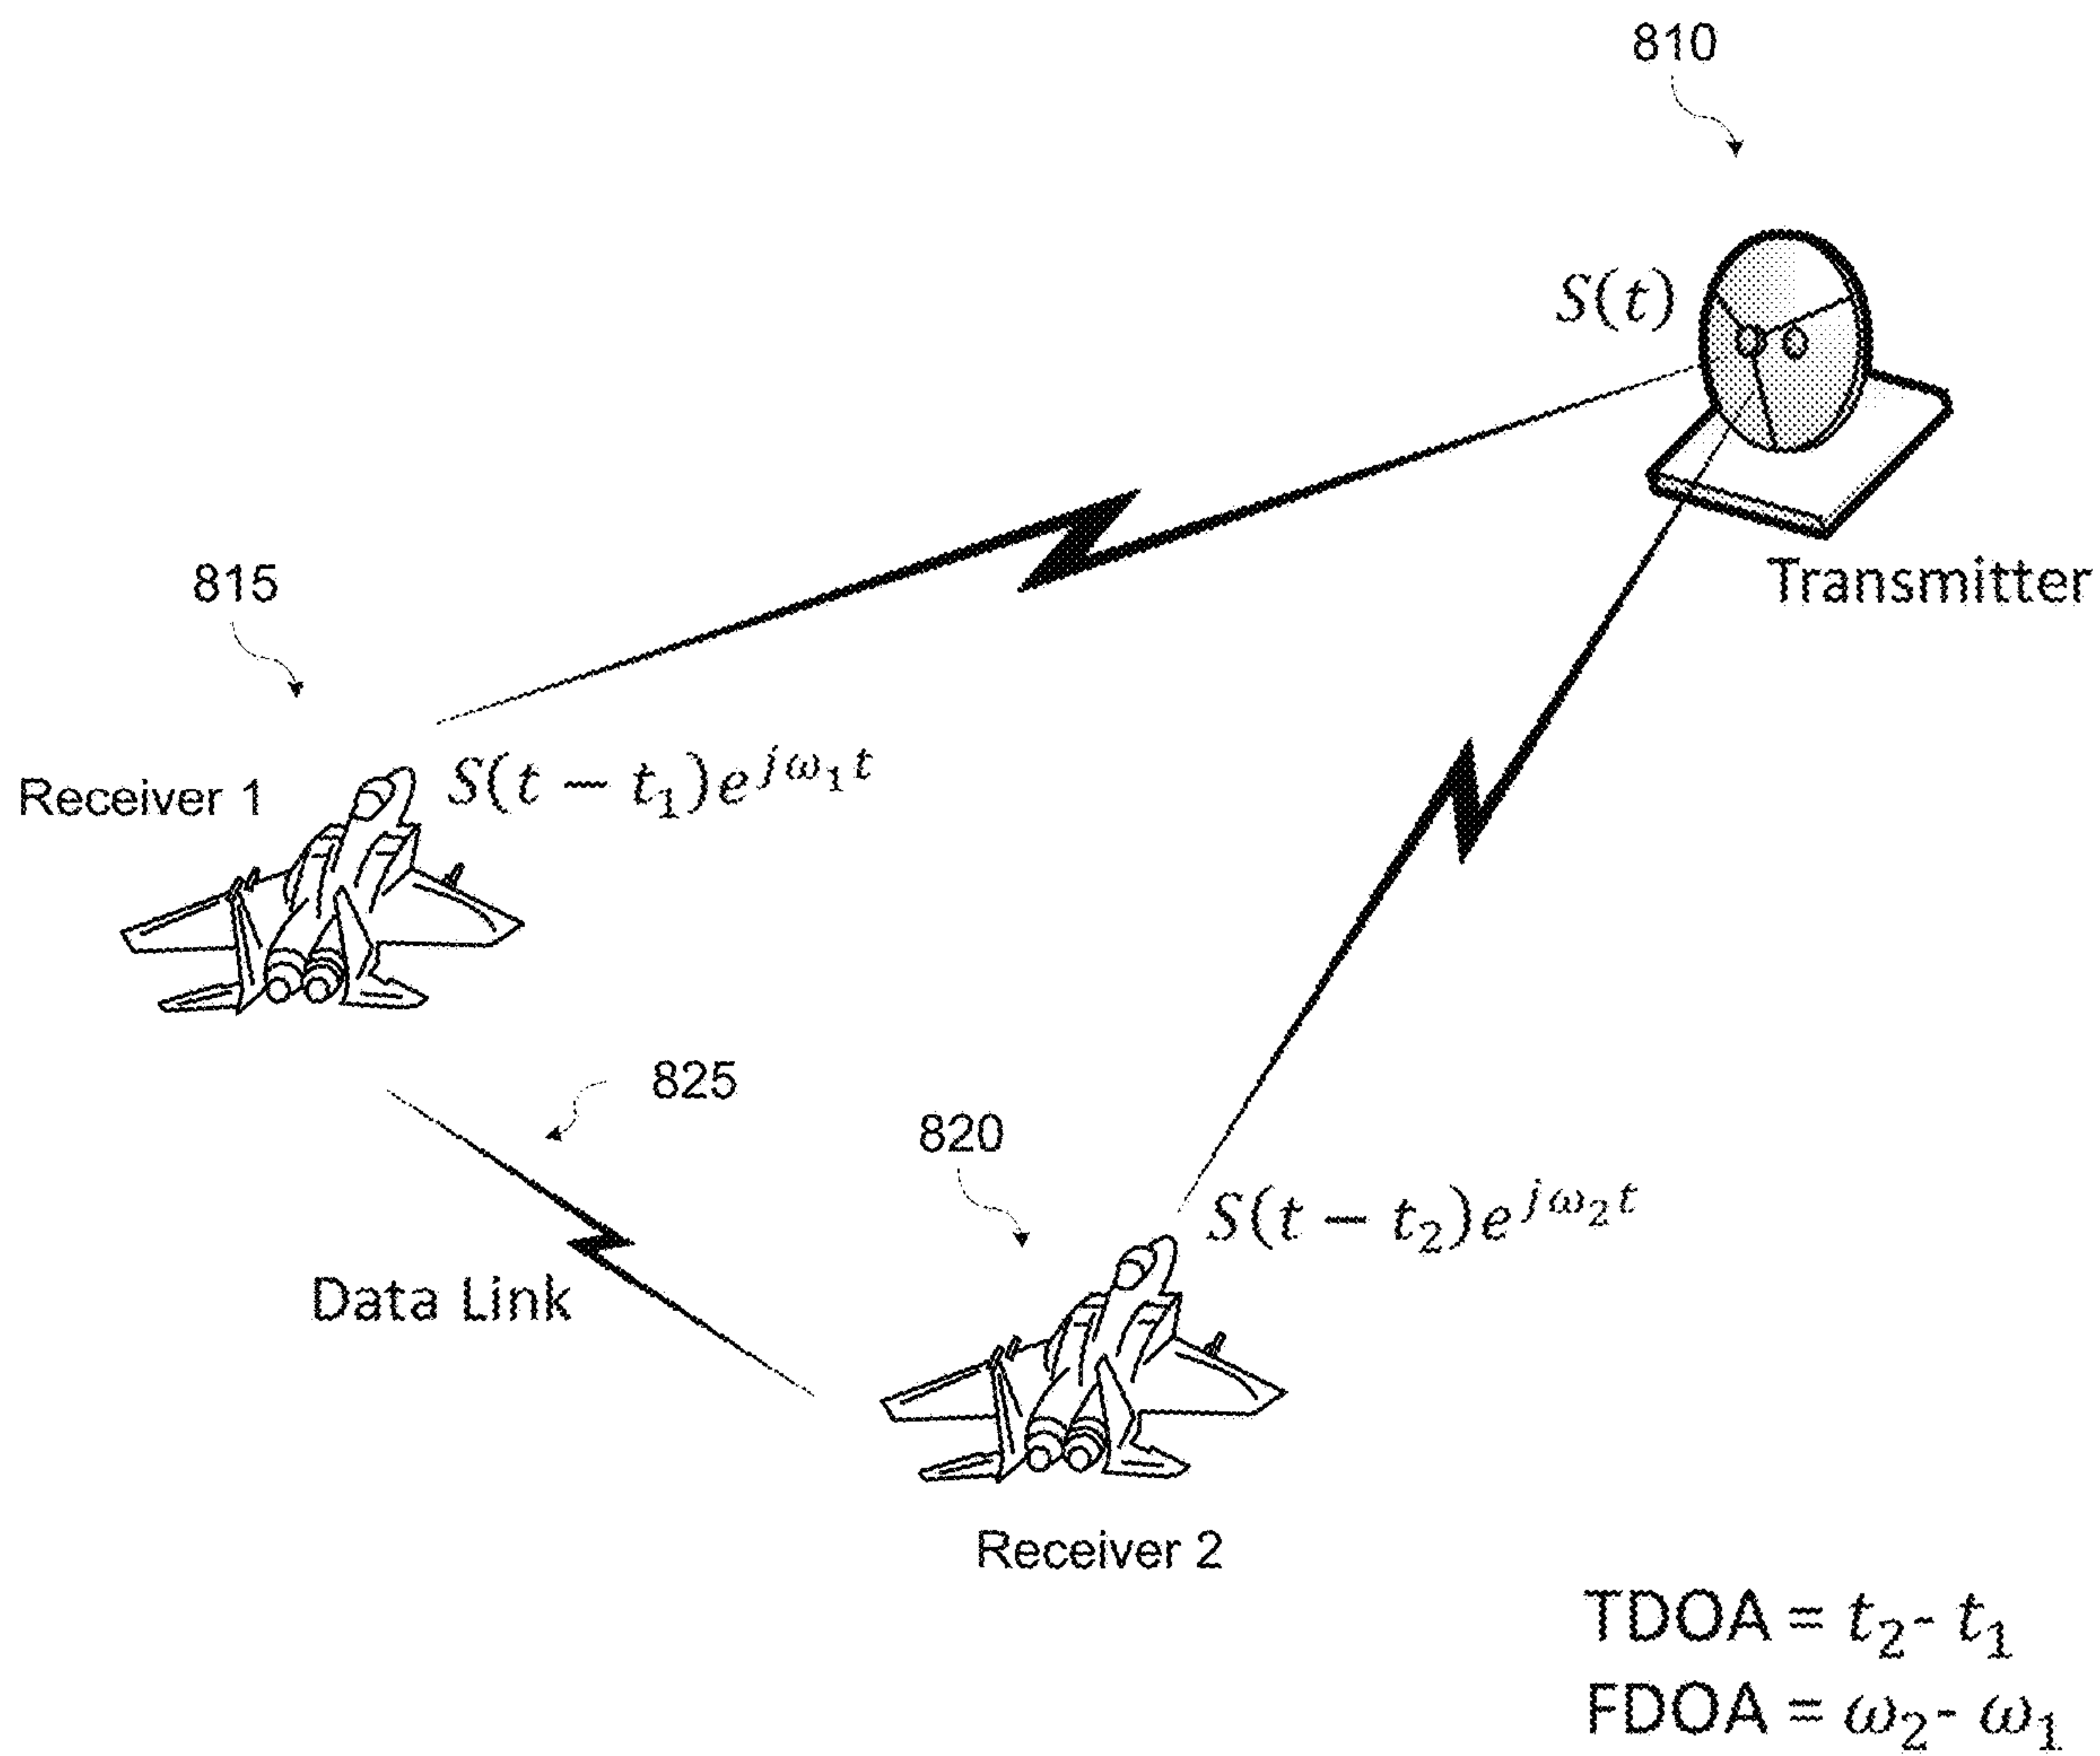 810
S(t)
Transmitter
815
Receiver 1
S(t − t₁)e^{jω₁t}
825
820
Data Link
S(t − t₂)e^{jω₂t}
Receiver 2
TDOA = t₂- t₁
FDOA = ω₂- ω₁